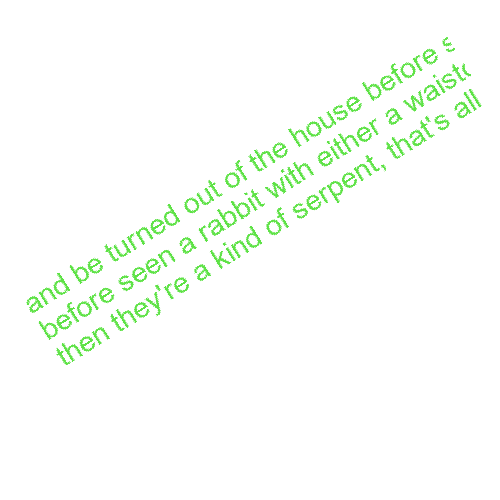 and be turned out of the house before
before seen a rabbit with either a
then they're a kind of serpent, that's all